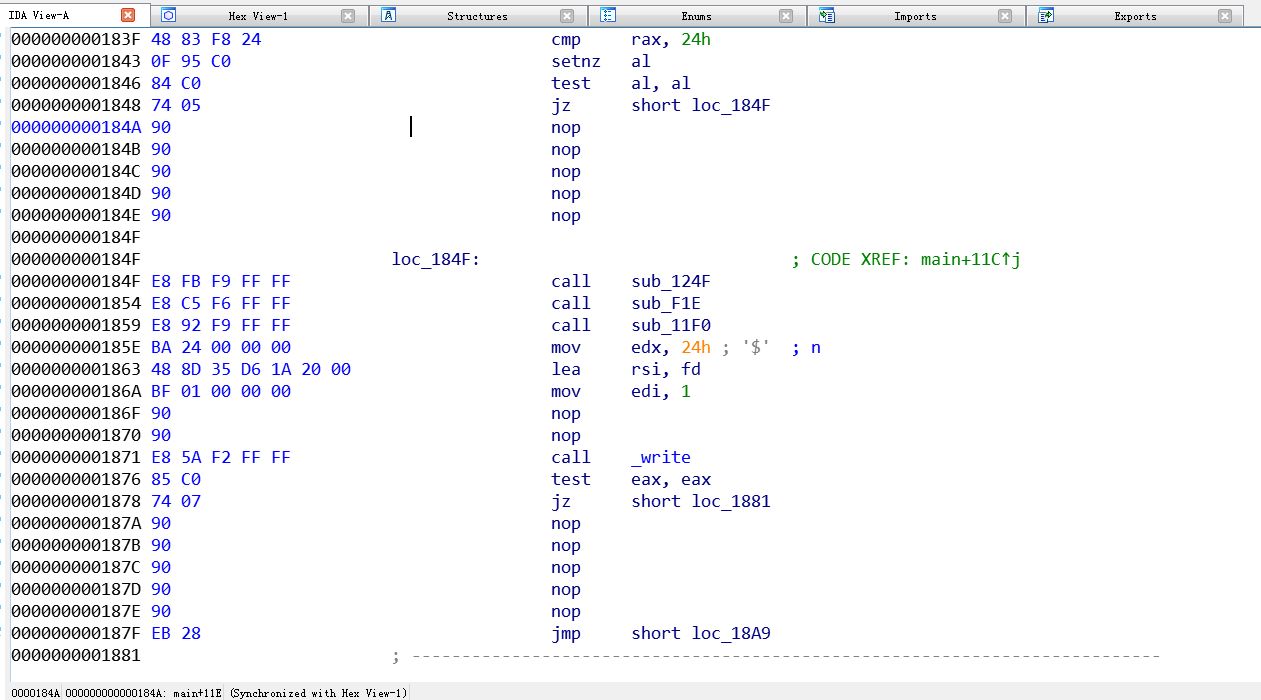 IDA View-A Hex View-1 Structures Enums Imports Exports
000000000183F 48 83 F8 24 cmp rax, 24h
0000000001843 0F 95 C0 setnz al
0000000001846 84 C0 test al, al
0000000001848 74 05 jz short loc_184F
000000000184A 90 nop
000000000184B 90 nop
000000000184C 90 nop
000000000184D 90 nop
000000000184E 90 nop
000000000184F
000000000184F loc_184F: ; CODE XREF: main+11C↑j
000000000184F E8 FB F9 FF FF call sub_124F
0000000001854 E8 C5 F6 FF FF call sub_F1E
0000000001859 E8 92 F9 FF FF call sub_11F0
000000000185E BA 24 00 00 00 mov edx, 24h ; '$' ; n
0000000001863 48 8D 35 D6 1A 20 00 lea rsi, fd
000000000186A BF 01 00 00 00 mov edi, 1
000000000186F 90 nop
0000000001870 90 nop
0000000001871 E8 5A F2 FF FF call _write
0000000001876 85 C0 test eax, eax
0000000001878 74 07 jz short loc_1881
000000000187A 90 nop
000000000187B 90 nop
000000000187C 90 nop
000000000187D 90 nop
000000000187E 90 nop
000000000187F EB 28 jmp short loc_18A9
0000000001881 ; ---------------------------------------------------------------------------
0000184A 000000000000184A: main+11E (Synchronized with Hex View-1)